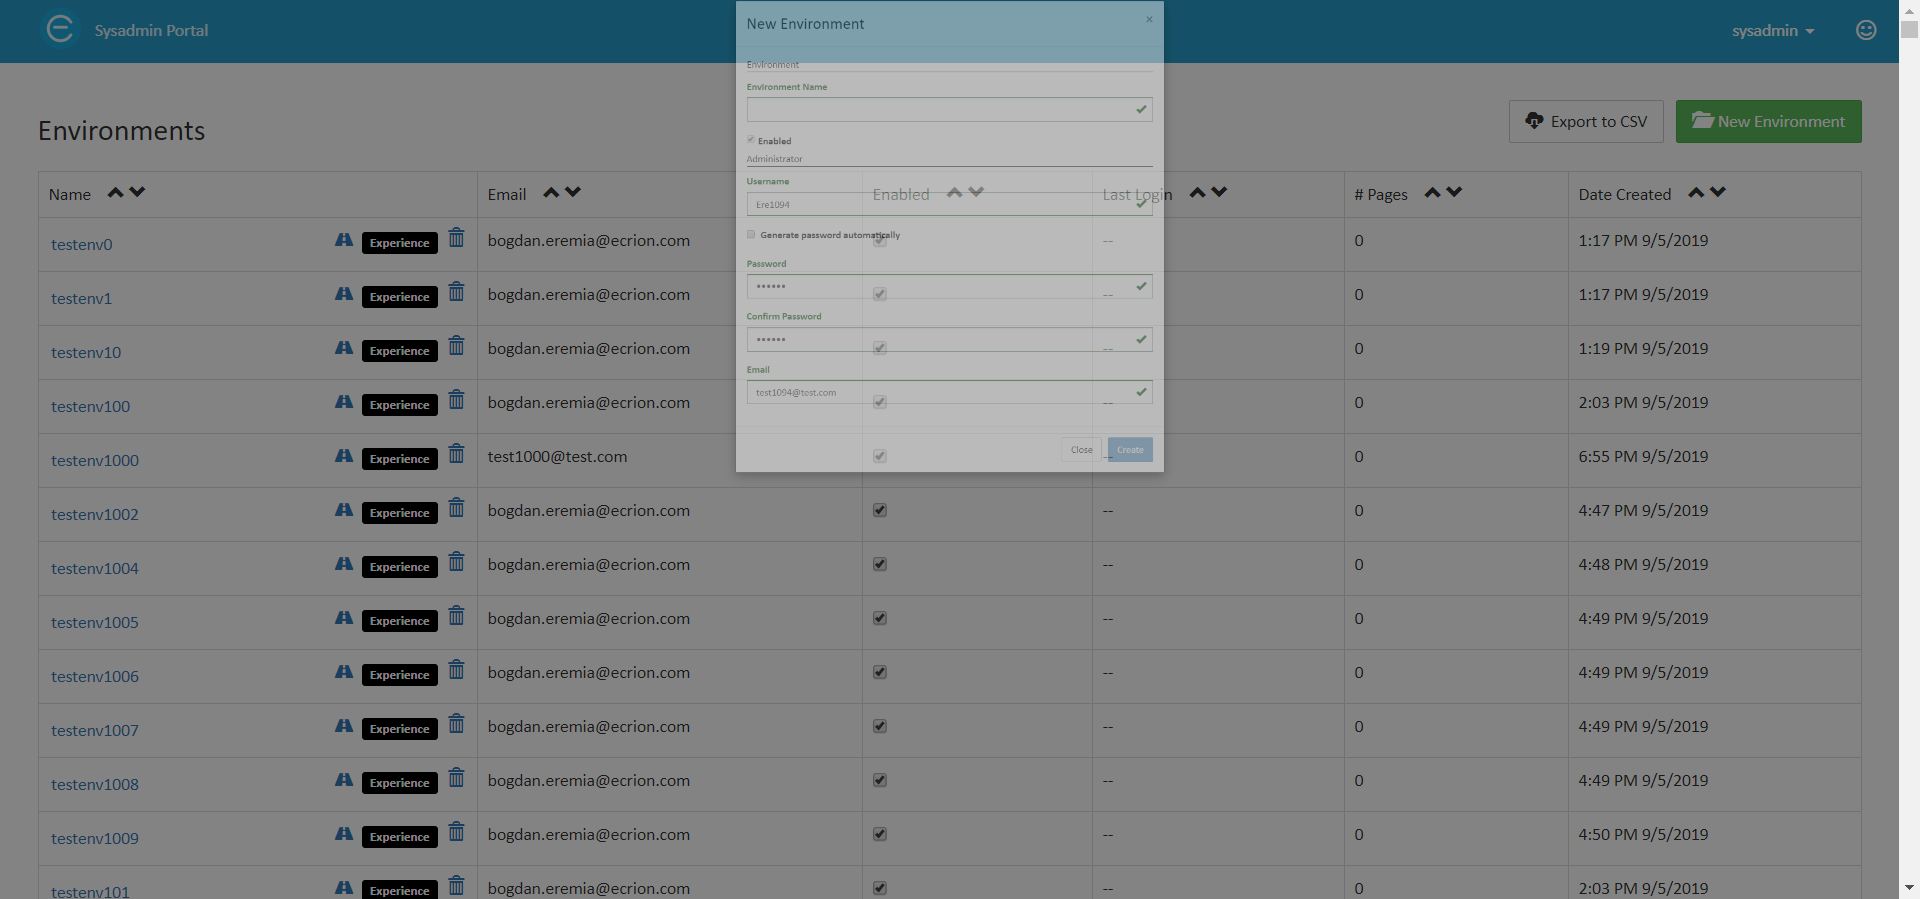 Sysadmin Portal
sysadmin
New Environment
×
Environment
Environment Name
Enabled
Administrator
Username
Ere1094
Generate password automatically
Password
••••••
Confirm Password
••••••
Email
test1094@test.com
Close Create
Environments
Export to CSV
New Environment
Name Email Enabled Last Login # Pages Date Created
testenv0 Experience bogdan.eremia@ecrion.com -- 0 1:17 PM 9/5/2019
testenv1 Experience bogdan.eremia@ecrion.com -- 0 1:17 PM 9/5/2019
testenv10 Experience bogdan.eremia@ecrion.com -- 0 1:19 PM 9/5/2019
testenv100 Experience bogdan.eremia@ecrion.com -- 0 2:03 PM 9/5/2019
testenv1000 Experience test1000@test.com -- 0 6:55 PM 9/5/2019
testenv1002 Experience bogdan.eremia@ecrion.com -- 0 4:47 PM 9/5/2019
testenv1004 Experience bogdan.eremia@ecrion.com -- 0 4:48 PM 9/5/2019
testenv1005 Experience bogdan.eremia@ecrion.com -- 0 4:49 PM 9/5/2019
testenv1006 Experience bogdan.eremia@ecrion.com -- 0 4:49 PM 9/5/2019
testenv1007 Experience bogdan.eremia@ecrion.com -- 0 4:49 PM 9/5/2019
testenv1008 Experience bogdan.eremia@ecrion.com -- 0 4:49 PM 9/5/2019
testenv1009 Experience bogdan.eremia@ecrion.com -- 0 4:50 PM 9/5/2019
testenv101 Experience bogdan.eremia@ecrion.com -- 0 2:03 PM 9/5/2019